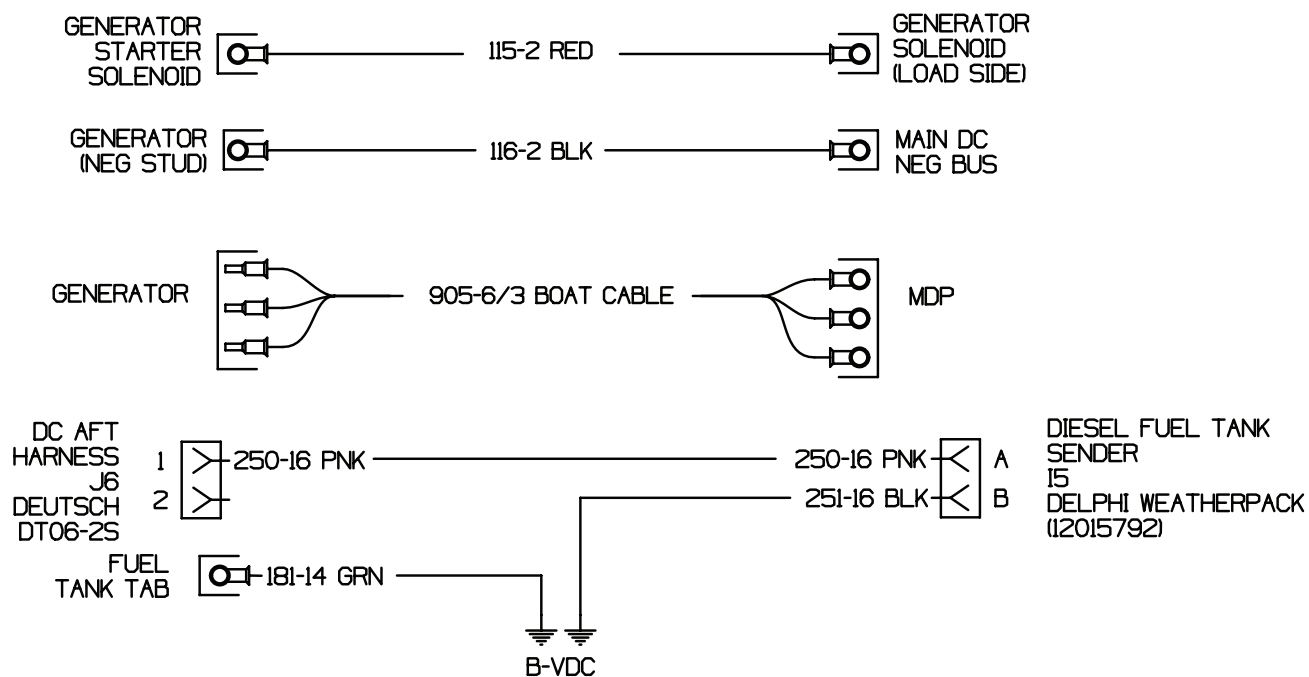 GENERATOR
STARTER
SOLENOID
115-2 RED
GENERATOR
SOLENOID
(LOAD SIDE)
GENERATOR
(NEG STUD)
116-2 BLK
MAIN DC
NEG BUS
GENERATOR
905-6/3 BOAT CABLE
MDP
DC AFT
HARNESS
J6
DEUTSCH
DT06-2S
1
2
250-16 PNK
250-16 PNK
251-16 BLK
A
B
DIESEL FUEL TANK
SENDER
I5
DELPHI WEATHERPACK
(12015792)
FUEL
TANK TAB
181-14 GRN
B-VDC